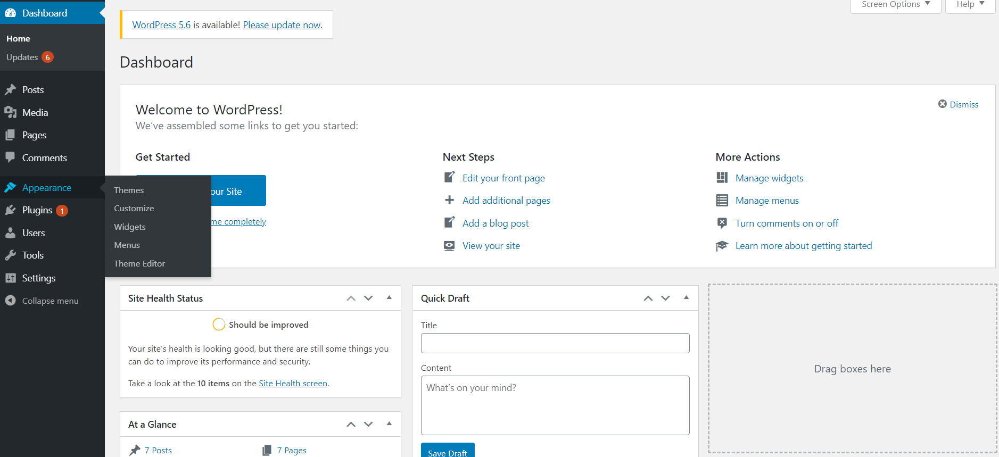 Dashboard
Home
Updates 6
Posts
Media
Pages
Comments
Appearance
Plugins 1
Users
Tools
Settings
Collapse menu
Themes
Customize
Widgets
Menus
Theme Editor
Screen Options
Help
WordPress 5.6 is available! Please update now.
Dashboard
Welcome to WordPress!
We've assembled some links to get you started:
Dismiss
Get Started
our Site
me completely
Next Steps
Edit your front page
Add additional pages
Add a blog post
View your site
More Actions
Manage widgets
Manage menus
Turn comments on or off
Learn more about getting started
Site Health Status
Should be improved
Your site's health is looking good, but there are still some things you
can do to improve its performance and security.
Take a look at the 10 items on the Site Health screen.
At a Glance
7 Posts
7 Pages
Quick Draft
Title
Content
What's on your mind?
Save Draft
Drag boxes here